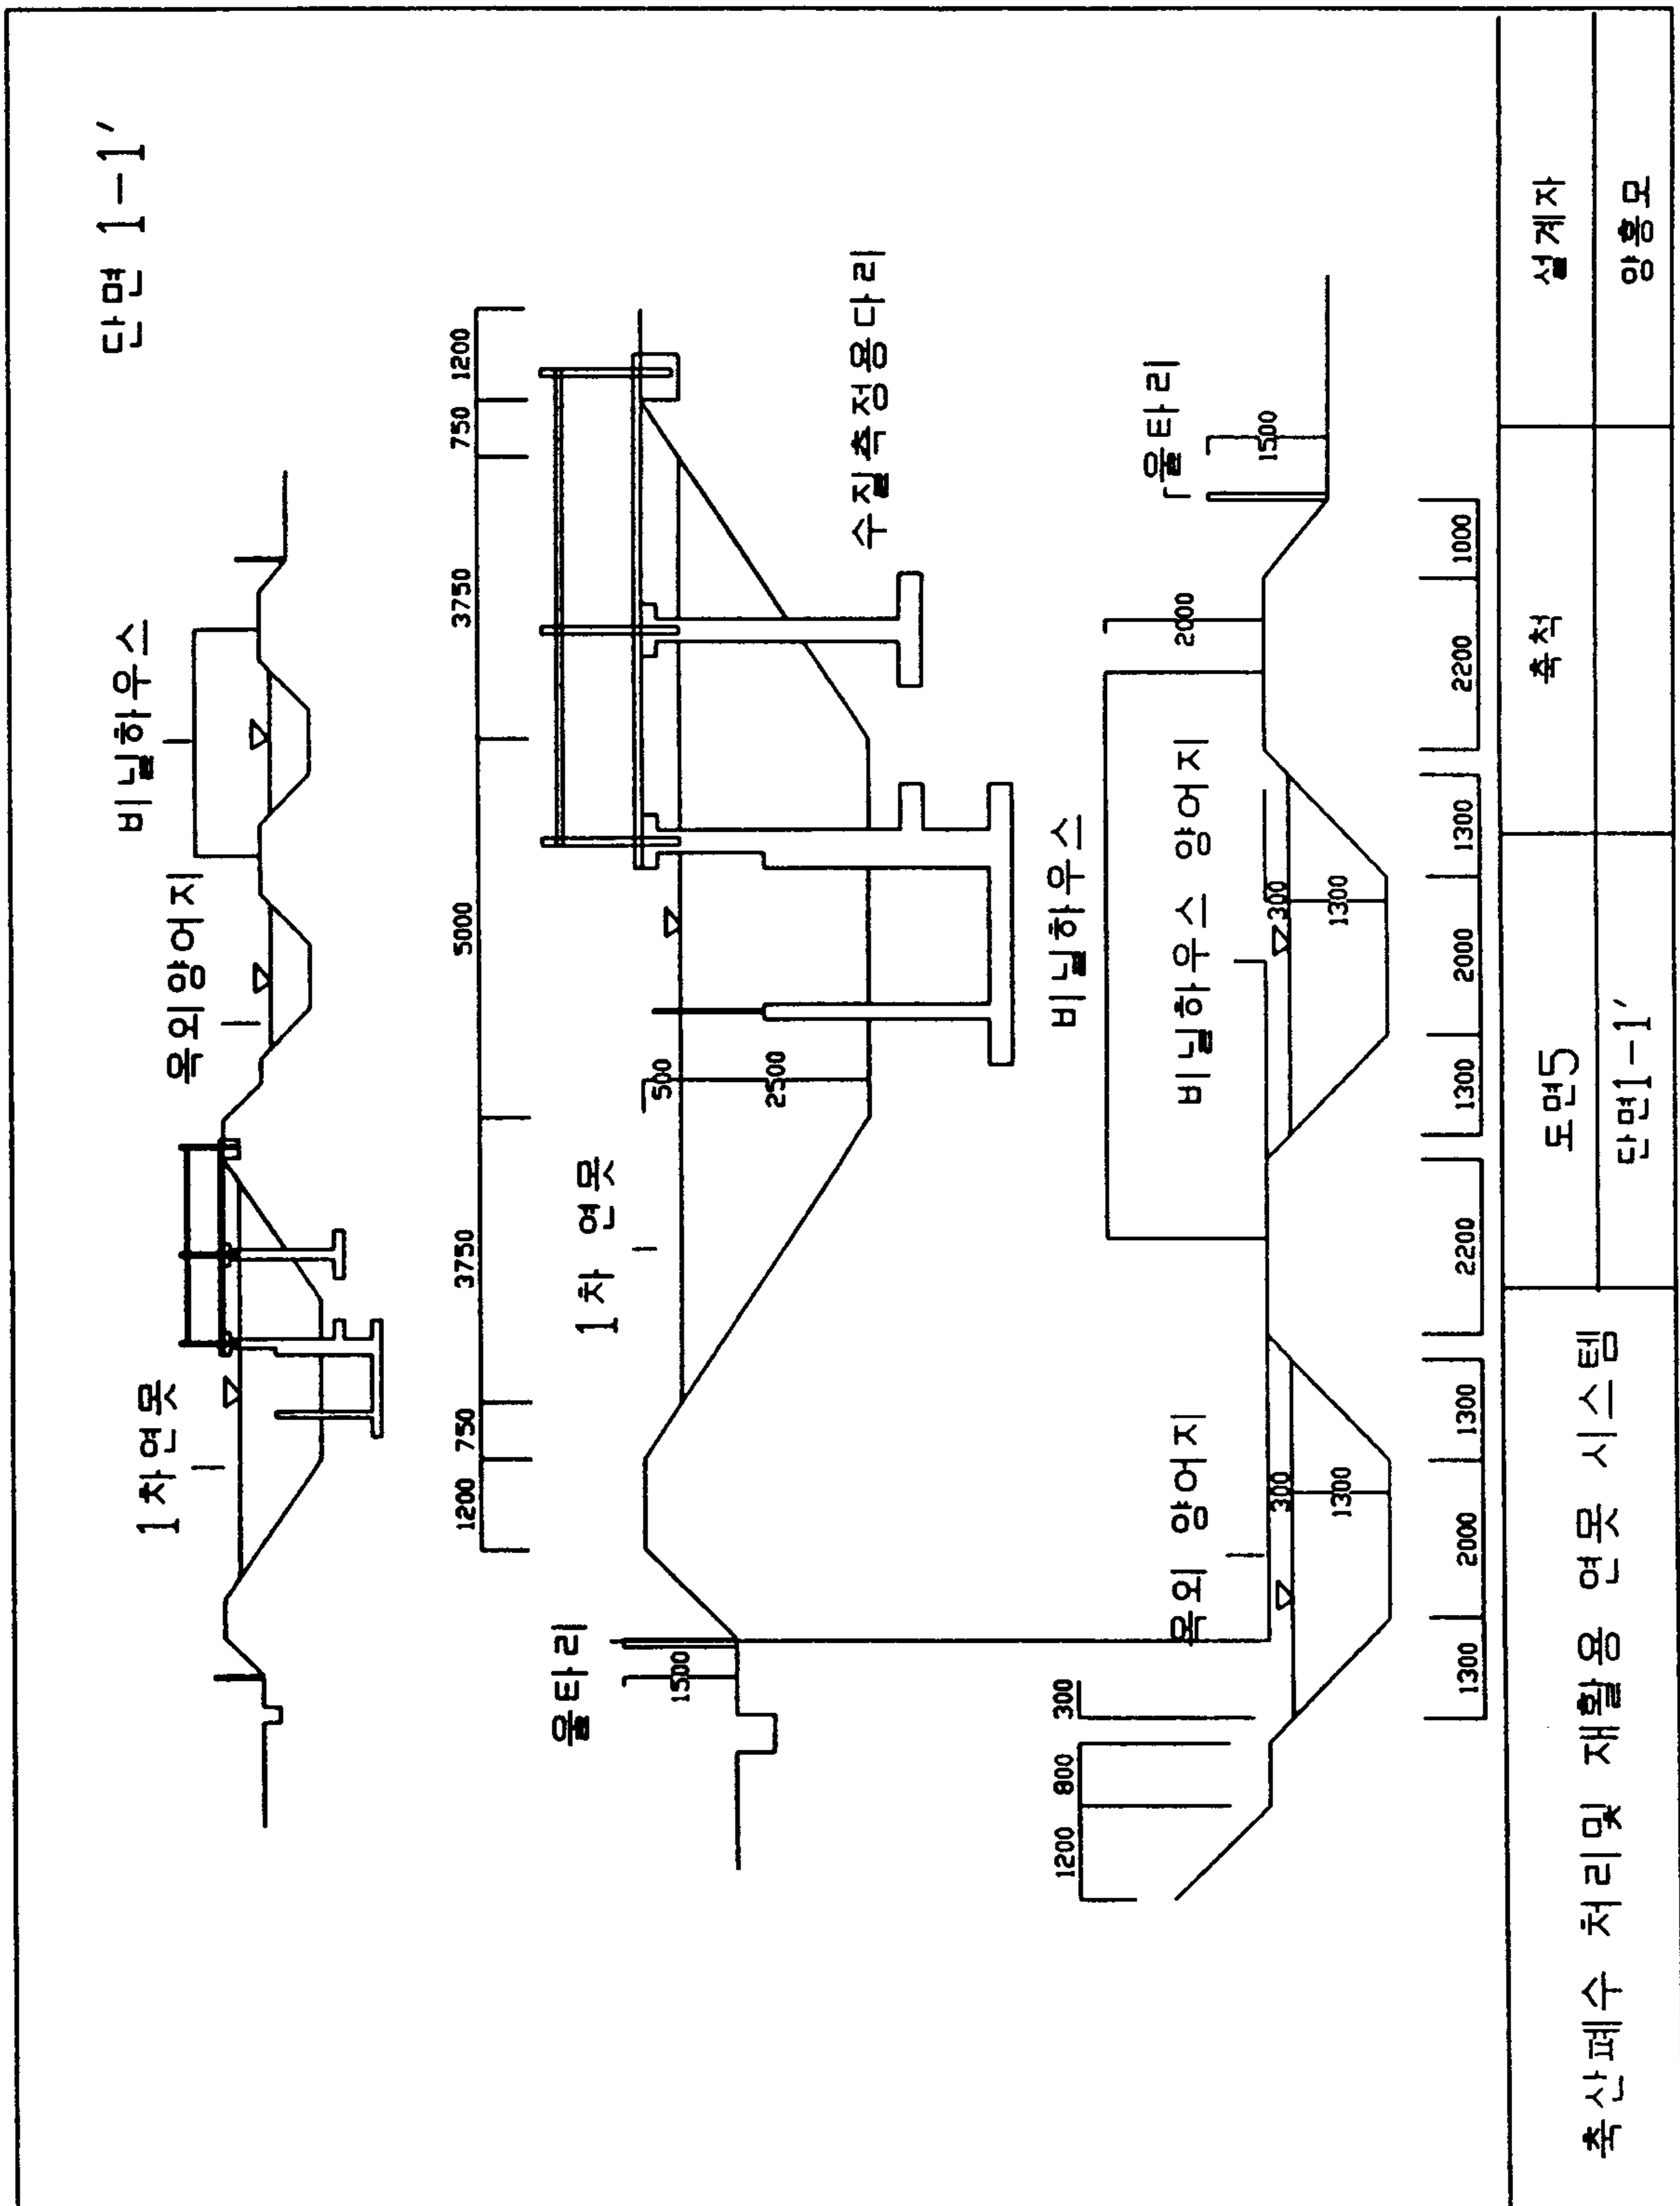 단면 1-1′
비닐하우스
옥외양어지
1차연못
1200 750 3750 5000 3750 750 1200
수질측정용다리
1차 연못
500
2500
울타리
1500
비닐하우스
2000
울타리
1500
비닐하우스 양어지
300
1300
옥외 양어지
300
1300
1200 800 300
1300 2000 1300 2200 1300 2000 1300 2200 1000
축산폐수 처리및 재활용 연못 시스템
도면5
단면1-1′
축척
설계자
양홍모